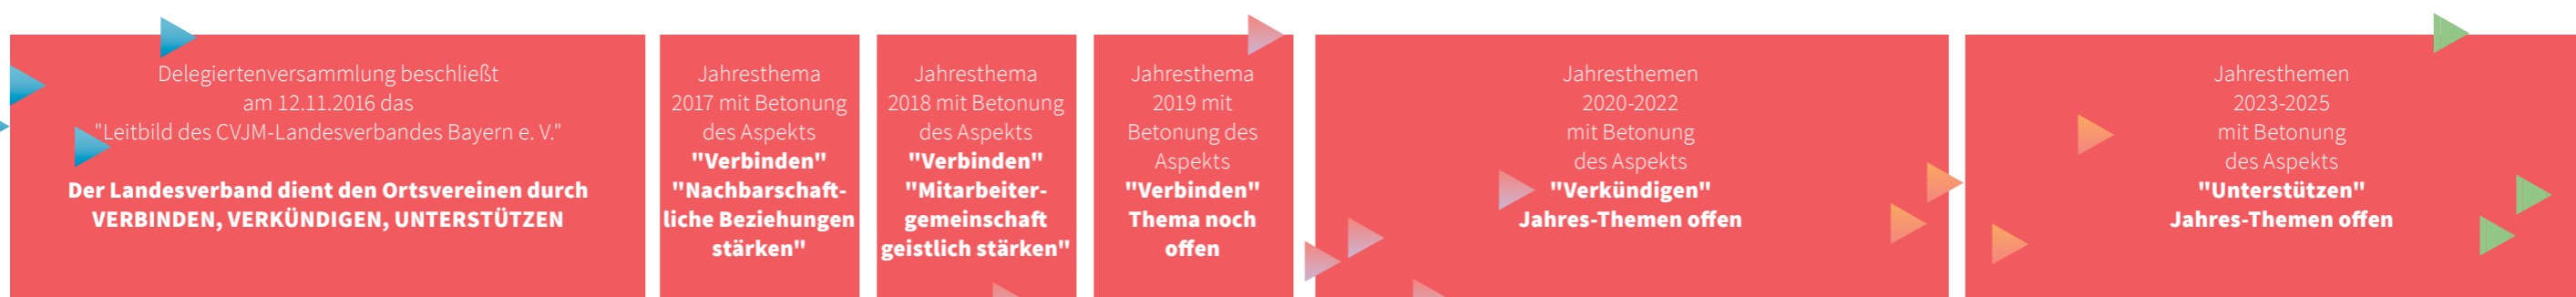 Delegiertenversammlung beschließt
am 12.11.2016 das
"Leitbild des CVJM-Landesverbandes Bayern e. V."
Der Landesverband dient den Ortsvereinen durch
VERBINDEN, VERKÜNDIGEN, UNTERSTÜTZEN
Jahresthema
2017 mit Betonung
des Aspekts
"Verbinden"
"Nachbarschaft-
liche Beziehungen
stärken"
Jahresthema
2018 mit Betonung
des Aspekts
"Verbinden"
"Mitarbeiter-
gemeinschaft
geistlich stärken"
Jahresthema
2019 mit
Betonung des
Aspekts
"Verbinden"
Thema noch
offen
Jahresthemen
2020-2022
mit Betonung
des Aspekts
"Verkündigen"
Jahres-Themen offen
Jahresthemen
2023-2025
mit Betonung
des Aspekts
"Unterstützen"
Jahres-Themen offen